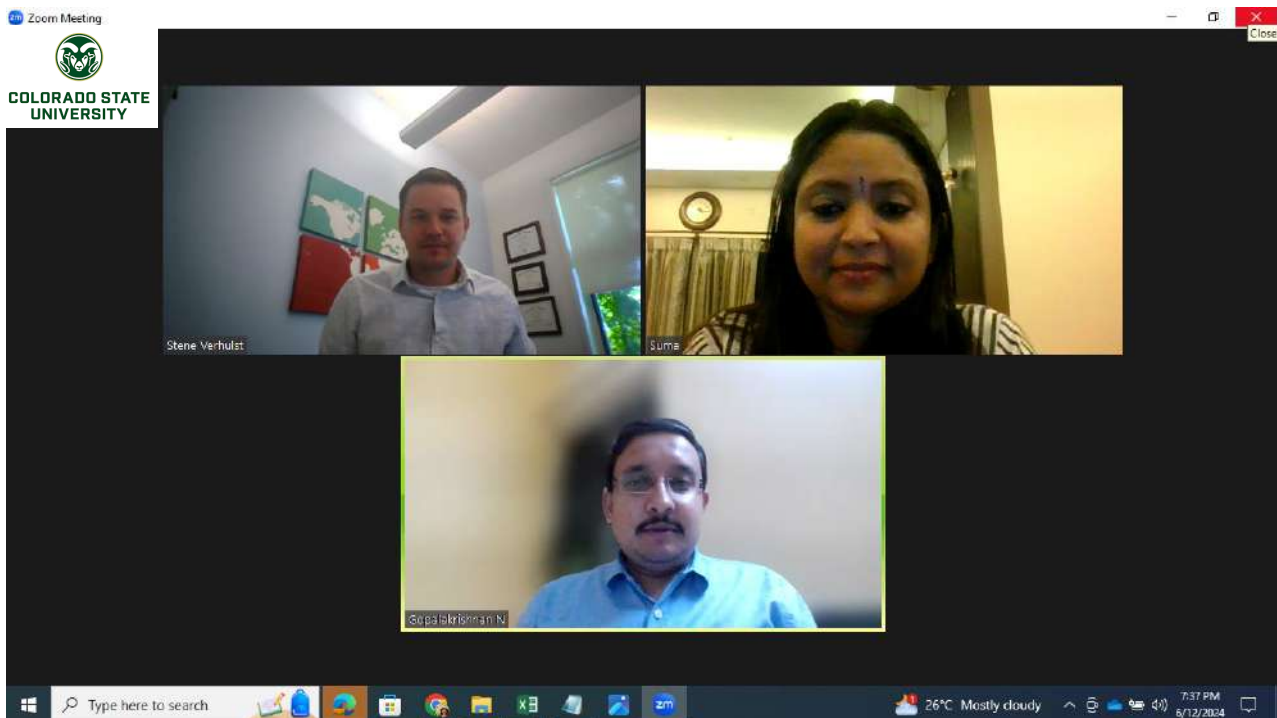 Zoom Meeting
Close
COLORADO STATE
UNIVERSITY
Stene Verhulst
Suma
Gopalakrishnan N
Type here to search
zm
26°C Mostly cloudy
7:37 PM
6/12/2024